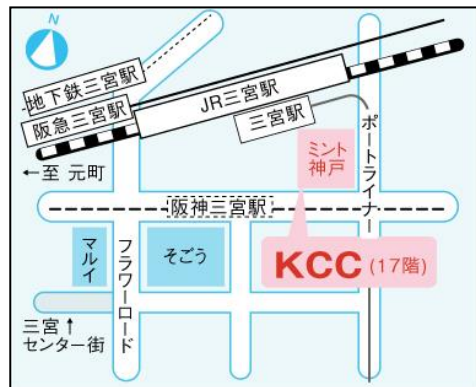 N
地下鉄三宮駅
阪急三宮駅
JR三宮駅
三宮駅
ポートライナー
ミント
神戸
←至 元町
阪神三宮駅
マルイ
フラワーロード
そごう
KCC (17階)
三宮↑
センター街